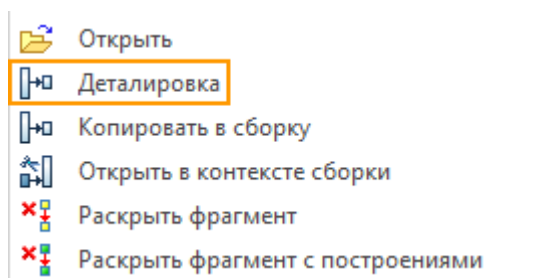 Открыть
Деталировка
Копировать в сборку
Открыть в контексте сборки
Раскрыть фрагмент
Раскрыть фрагмент с построениями